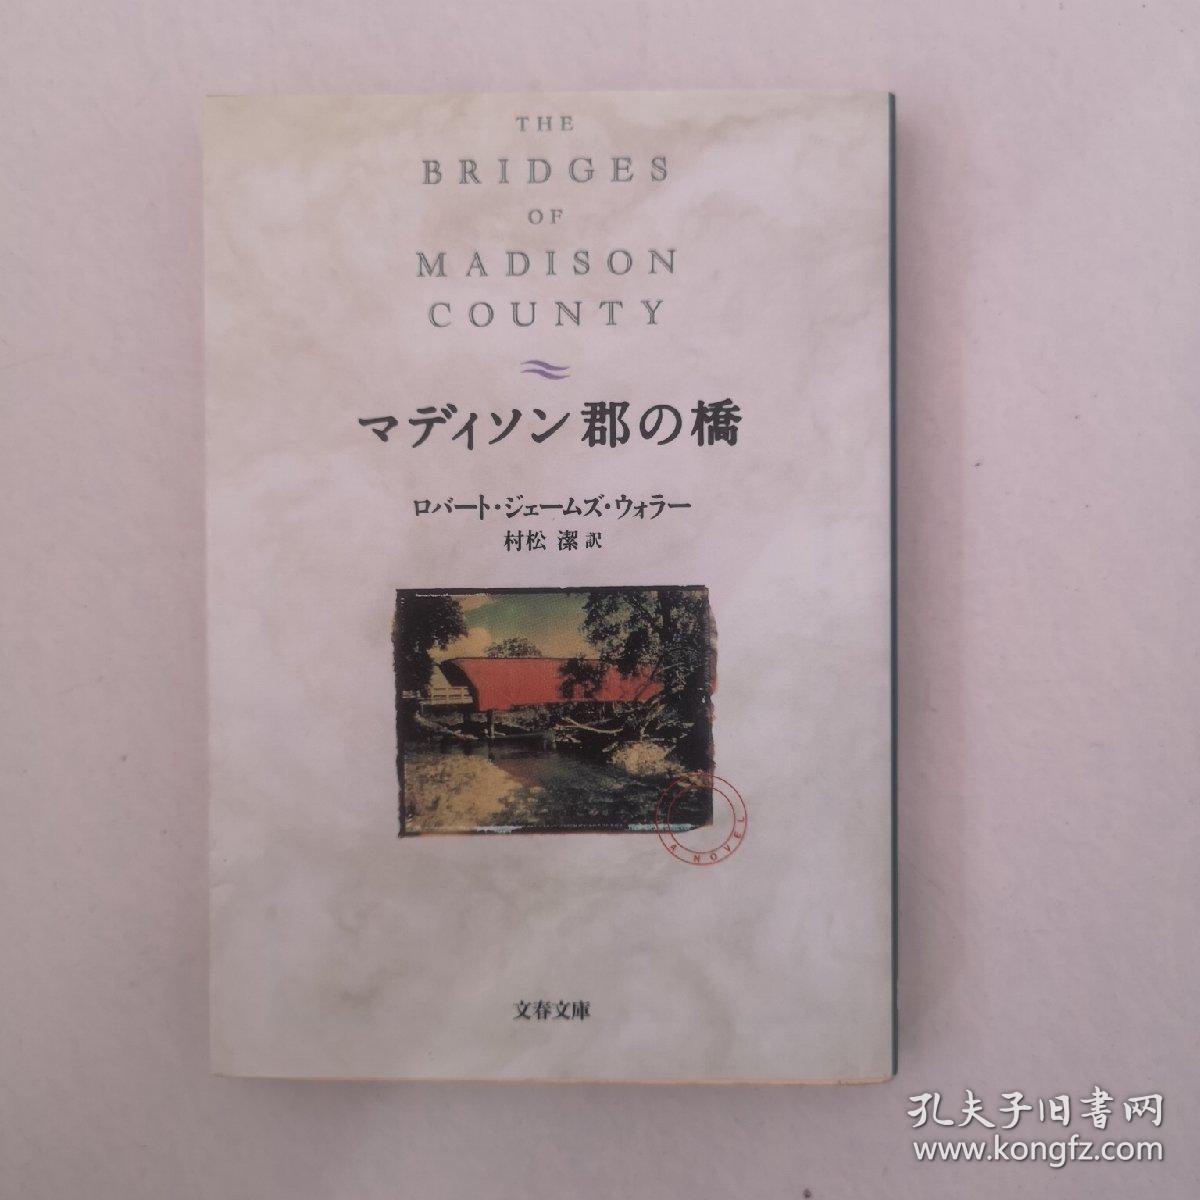 THE
BRIDGES
OF
MADISON
COUNTY
マディソン郡の橋
ロバート・ジェームズ・ウォラー
村松 潔 訳
A NOVEL
文春文庫
孔夫子旧书网
www.kongfz.com